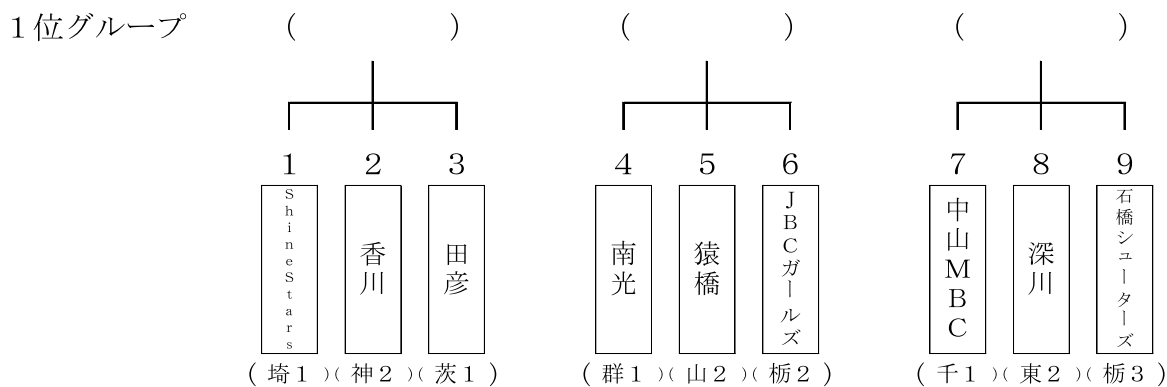 １位グループ （　　　） （　　　） （　　　）
1 2 3 4 5 6 7 8 9
ShineStars 香川 田彦 南光 猿橋 JBCガールズ 中山MBC 深川 石橋シューターズ
（埼１）（神２）（茨１） （群１）（山２）（栃２） （千１）（東２）（栃３）